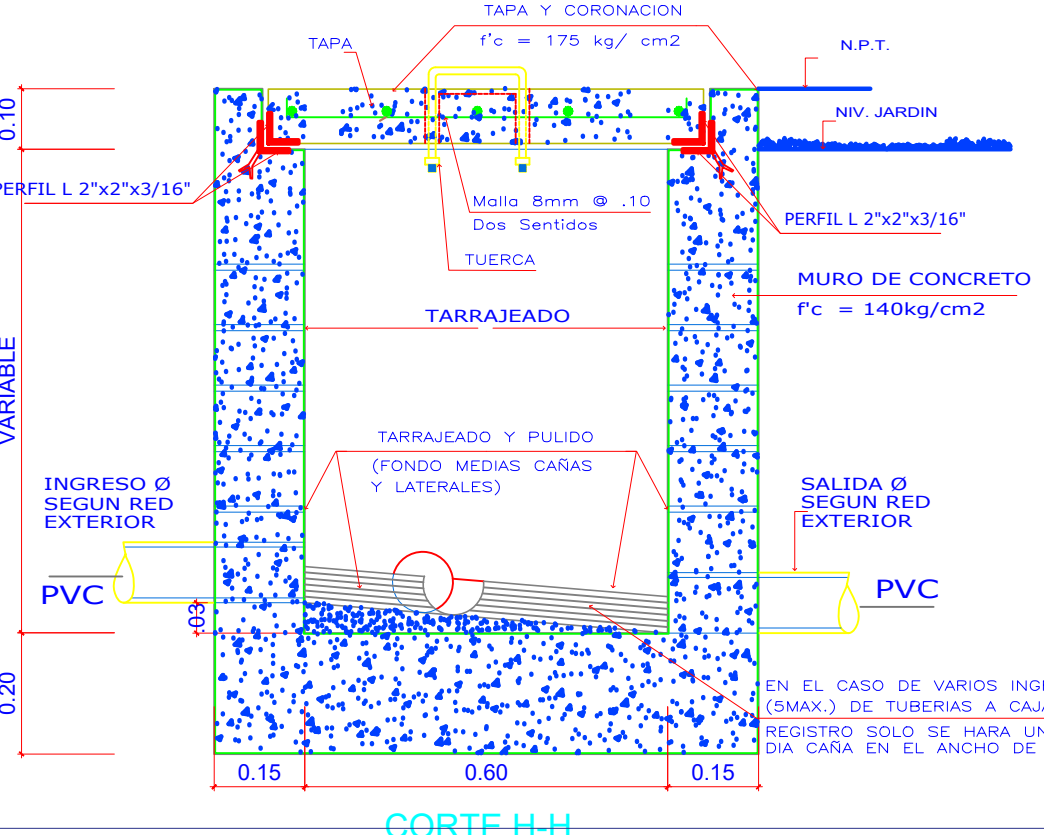 TAPA Y CORONACION
f'c = 175 kg/ cm2
TAPA
N.P.T.
0.10
NIV. JARDIN
PERFIL L 2"x2"x3/16"
Malla 8mm @ .10
Dos Sentidos
PERFIL L 2"x2"x3/16"
TUERCA
MURO DE CONCRETO
f'c = 140kg/cm2
TARRAJEADO
VARIABLE
TARRAJEADO Y PULIDO
(FONDO MEDIAS CAÑAS
Y LATERALES)
INGRESO Ø
SEGUN RED
EXTERIOR
SALIDA Ø
SEGUN RED
EXTERIOR
PVC
PVC
.03
0.20
EN EL CASO DE VARIOS
(5MAX.) DE TUBERIAS A
REGISTRO SOLO SE HARA
DIA CAÑA EN EL ANCHO DE
0.15
0.60
0.15
CORTE H-H